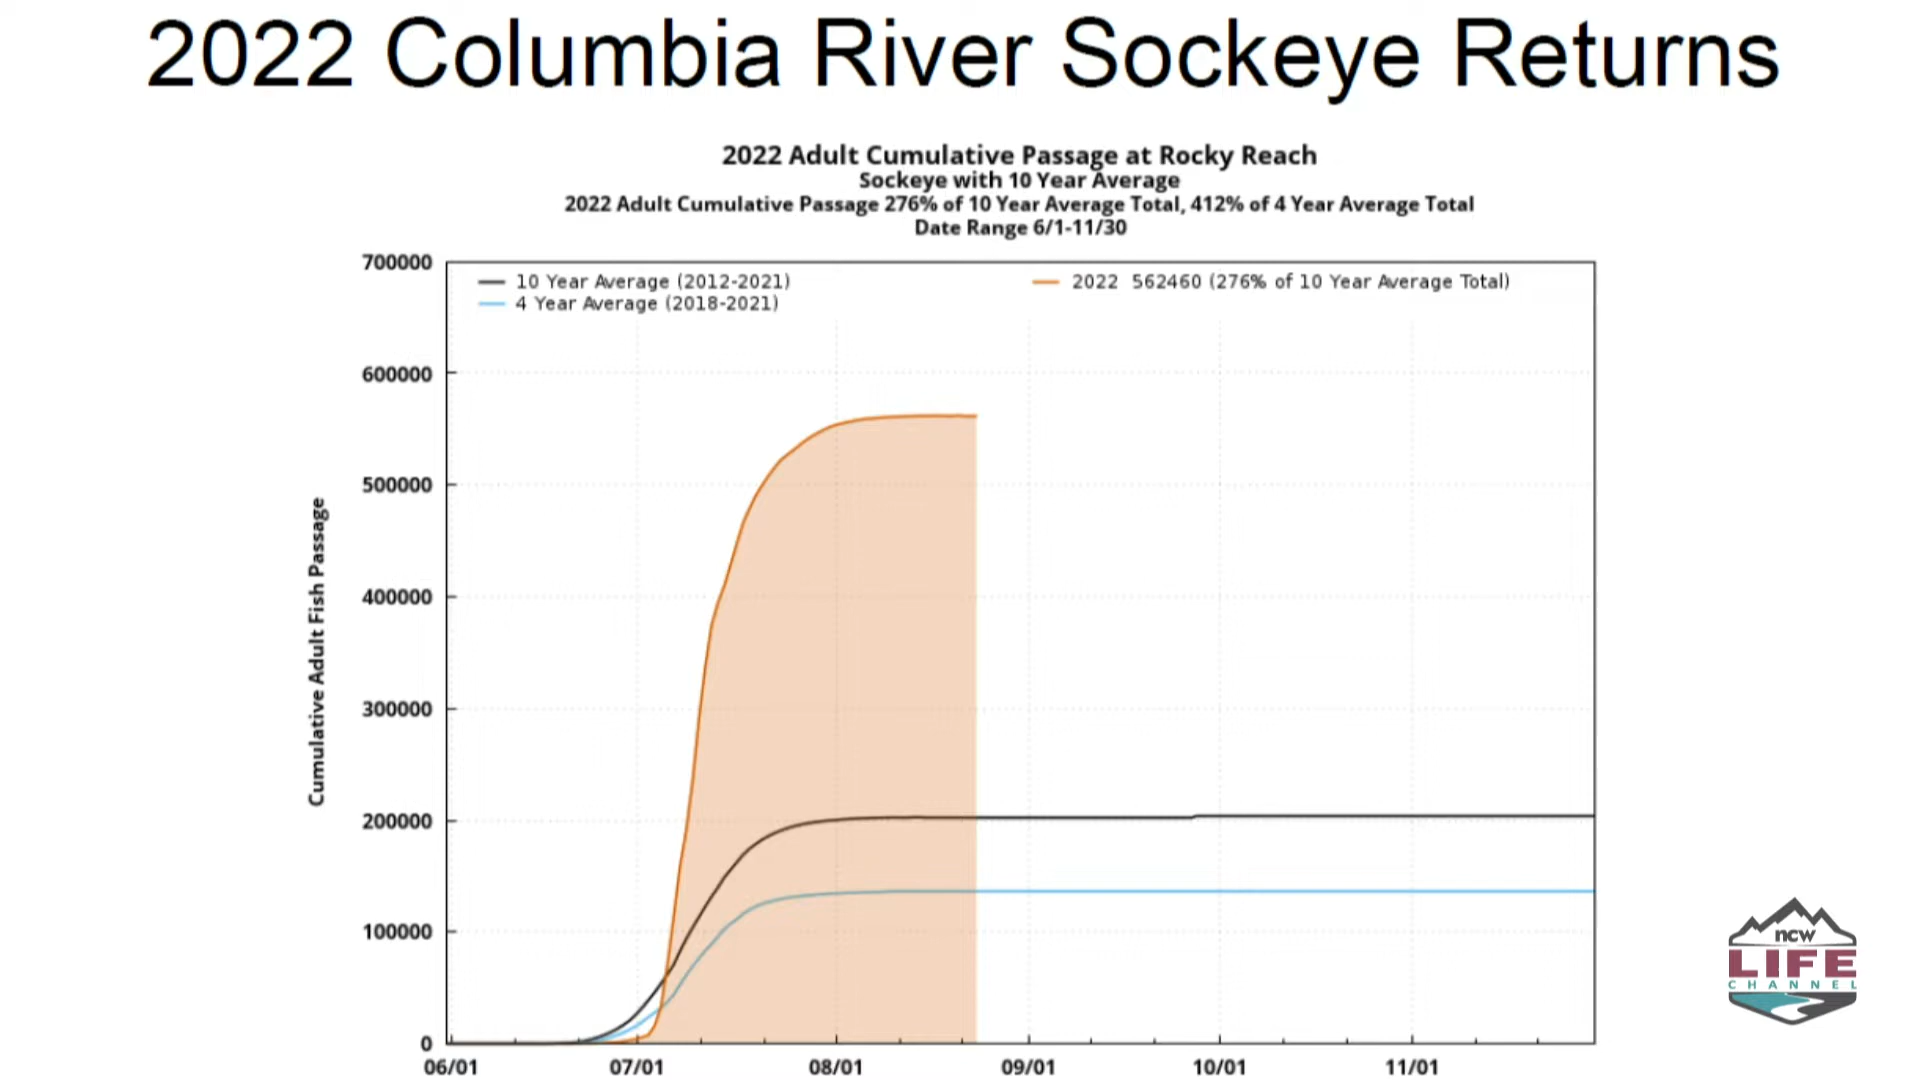 2022 Columbia River Sockeye Returns
2022 Adult Cumulative Passage at Rocky Reach
Sockeye with 10 Year Average
2022 Adult Cumulative Passage 276% of 10 Year Average Total, 412% of 4 Year Average Total
Date Range 6/1-11/30
10 Year Average (2012-2021)
4 Year Average (2018-2021)
2022 562460 (276% of 10 Year Average Total)
Cumulative Adult Fish Passage
700000
600000
500000
400000
300000
200000
100000
0
06/01 07/01 08/01 09/01 10/01 11/01
ncw
LIFE
CHANNEL